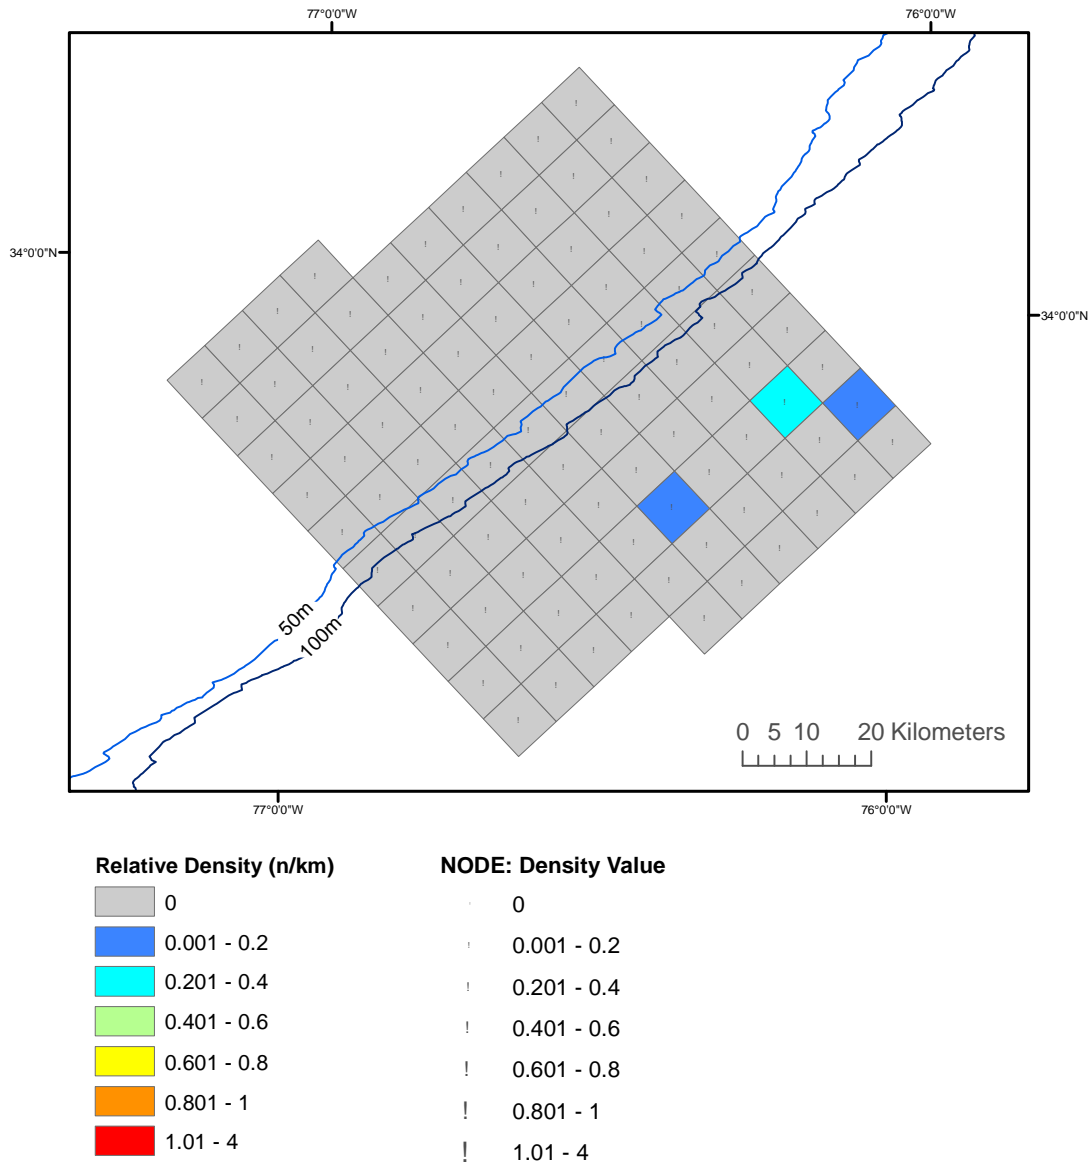 77°0'0"W 76°0'0"W
34°0'0"N
34°0'0"N
50m
100m
0 5 10 20 Kilometers
77°0'0"W 76°0'0"W
Relative Density (n/km) NODE: Density Value
0 ! 0
0.001 - 0.2 ! 0.001 - 0.2
0.201 - 0.4 ! 0.201 - 0.4
0.401 - 0.6 ! 0.401 - 0.6
0.601 - 0.8 ! 0.601 - 0.8
0.801 - 1 ! 0.801 - 1
1.01 - 4 ! 1.01 - 4